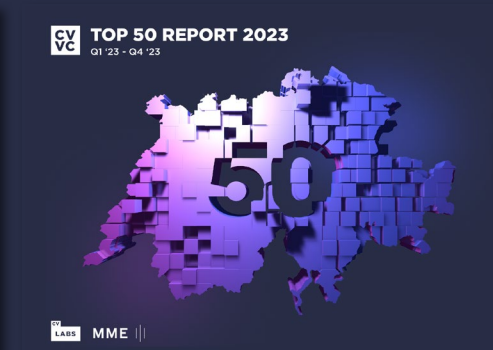 CV
VC
TOP 50 REPORT 2023
Q1 '23 - Q4 '23
50
CV
LABS
MME